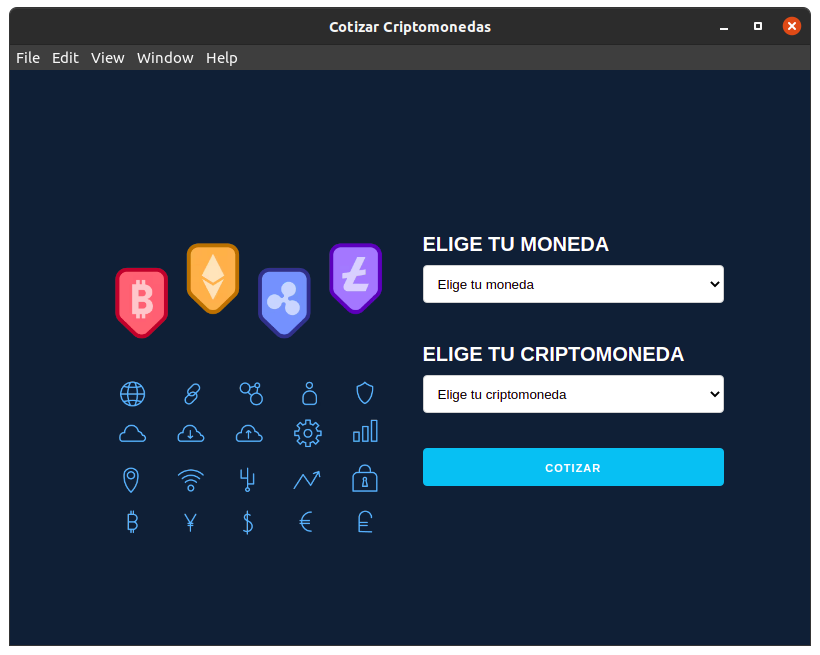 Cotizar Criptomonedas
File Edit View Window Help
ELIGE TU MONEDA
Elige tu moneda
ELIGE TU CRIPTOMONEDA
Elige tu criptomoneda
COTIZAR